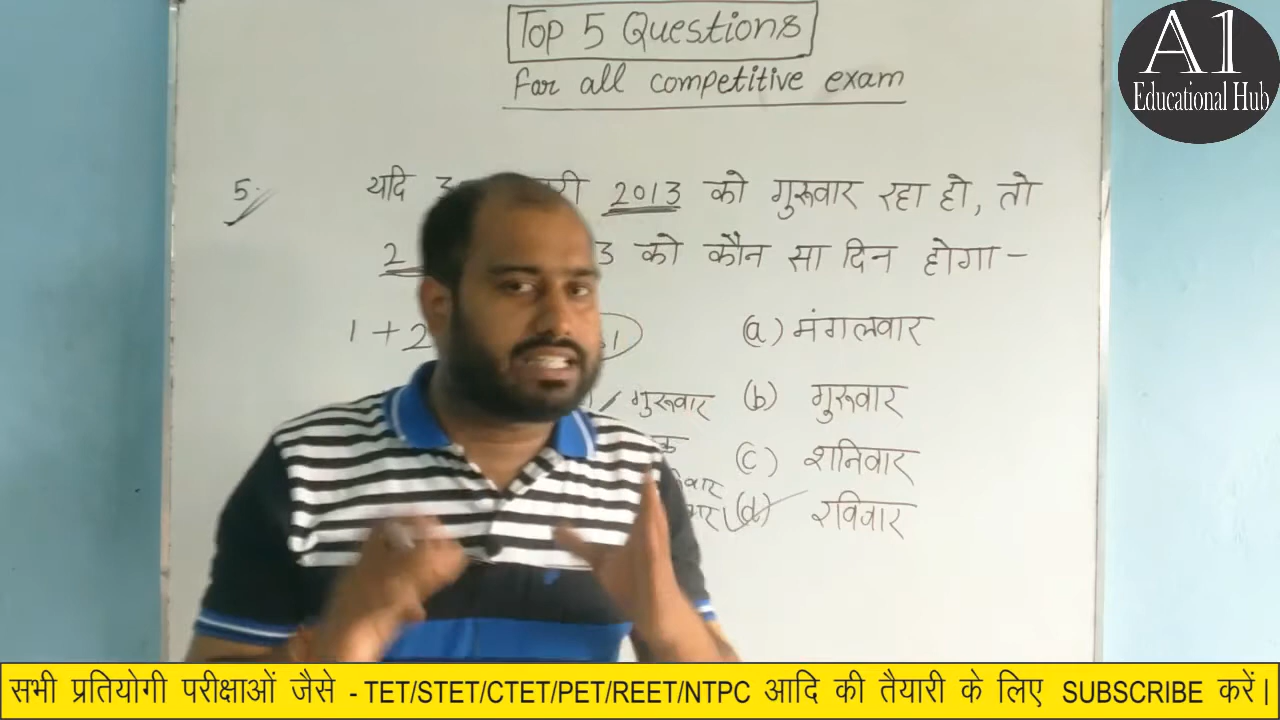 Top 5 Questions
For all competitive exam
A1
Educational Hub
5.
यदि 2013 को गुरूवार रहा हो, तो
2 3 को कौन सा दिन होगा -
1 + 2
(a) मंगलवार
गुरूवार (b) गुरूवार
(c) शनिवार
(d) रविवार
सभी प्रतियोगी परीक्षाओं जैसे - TET/STET/CTET/PET/REET/NTPC आदि की तैयारी के लिए SUBSCRIBE करें |